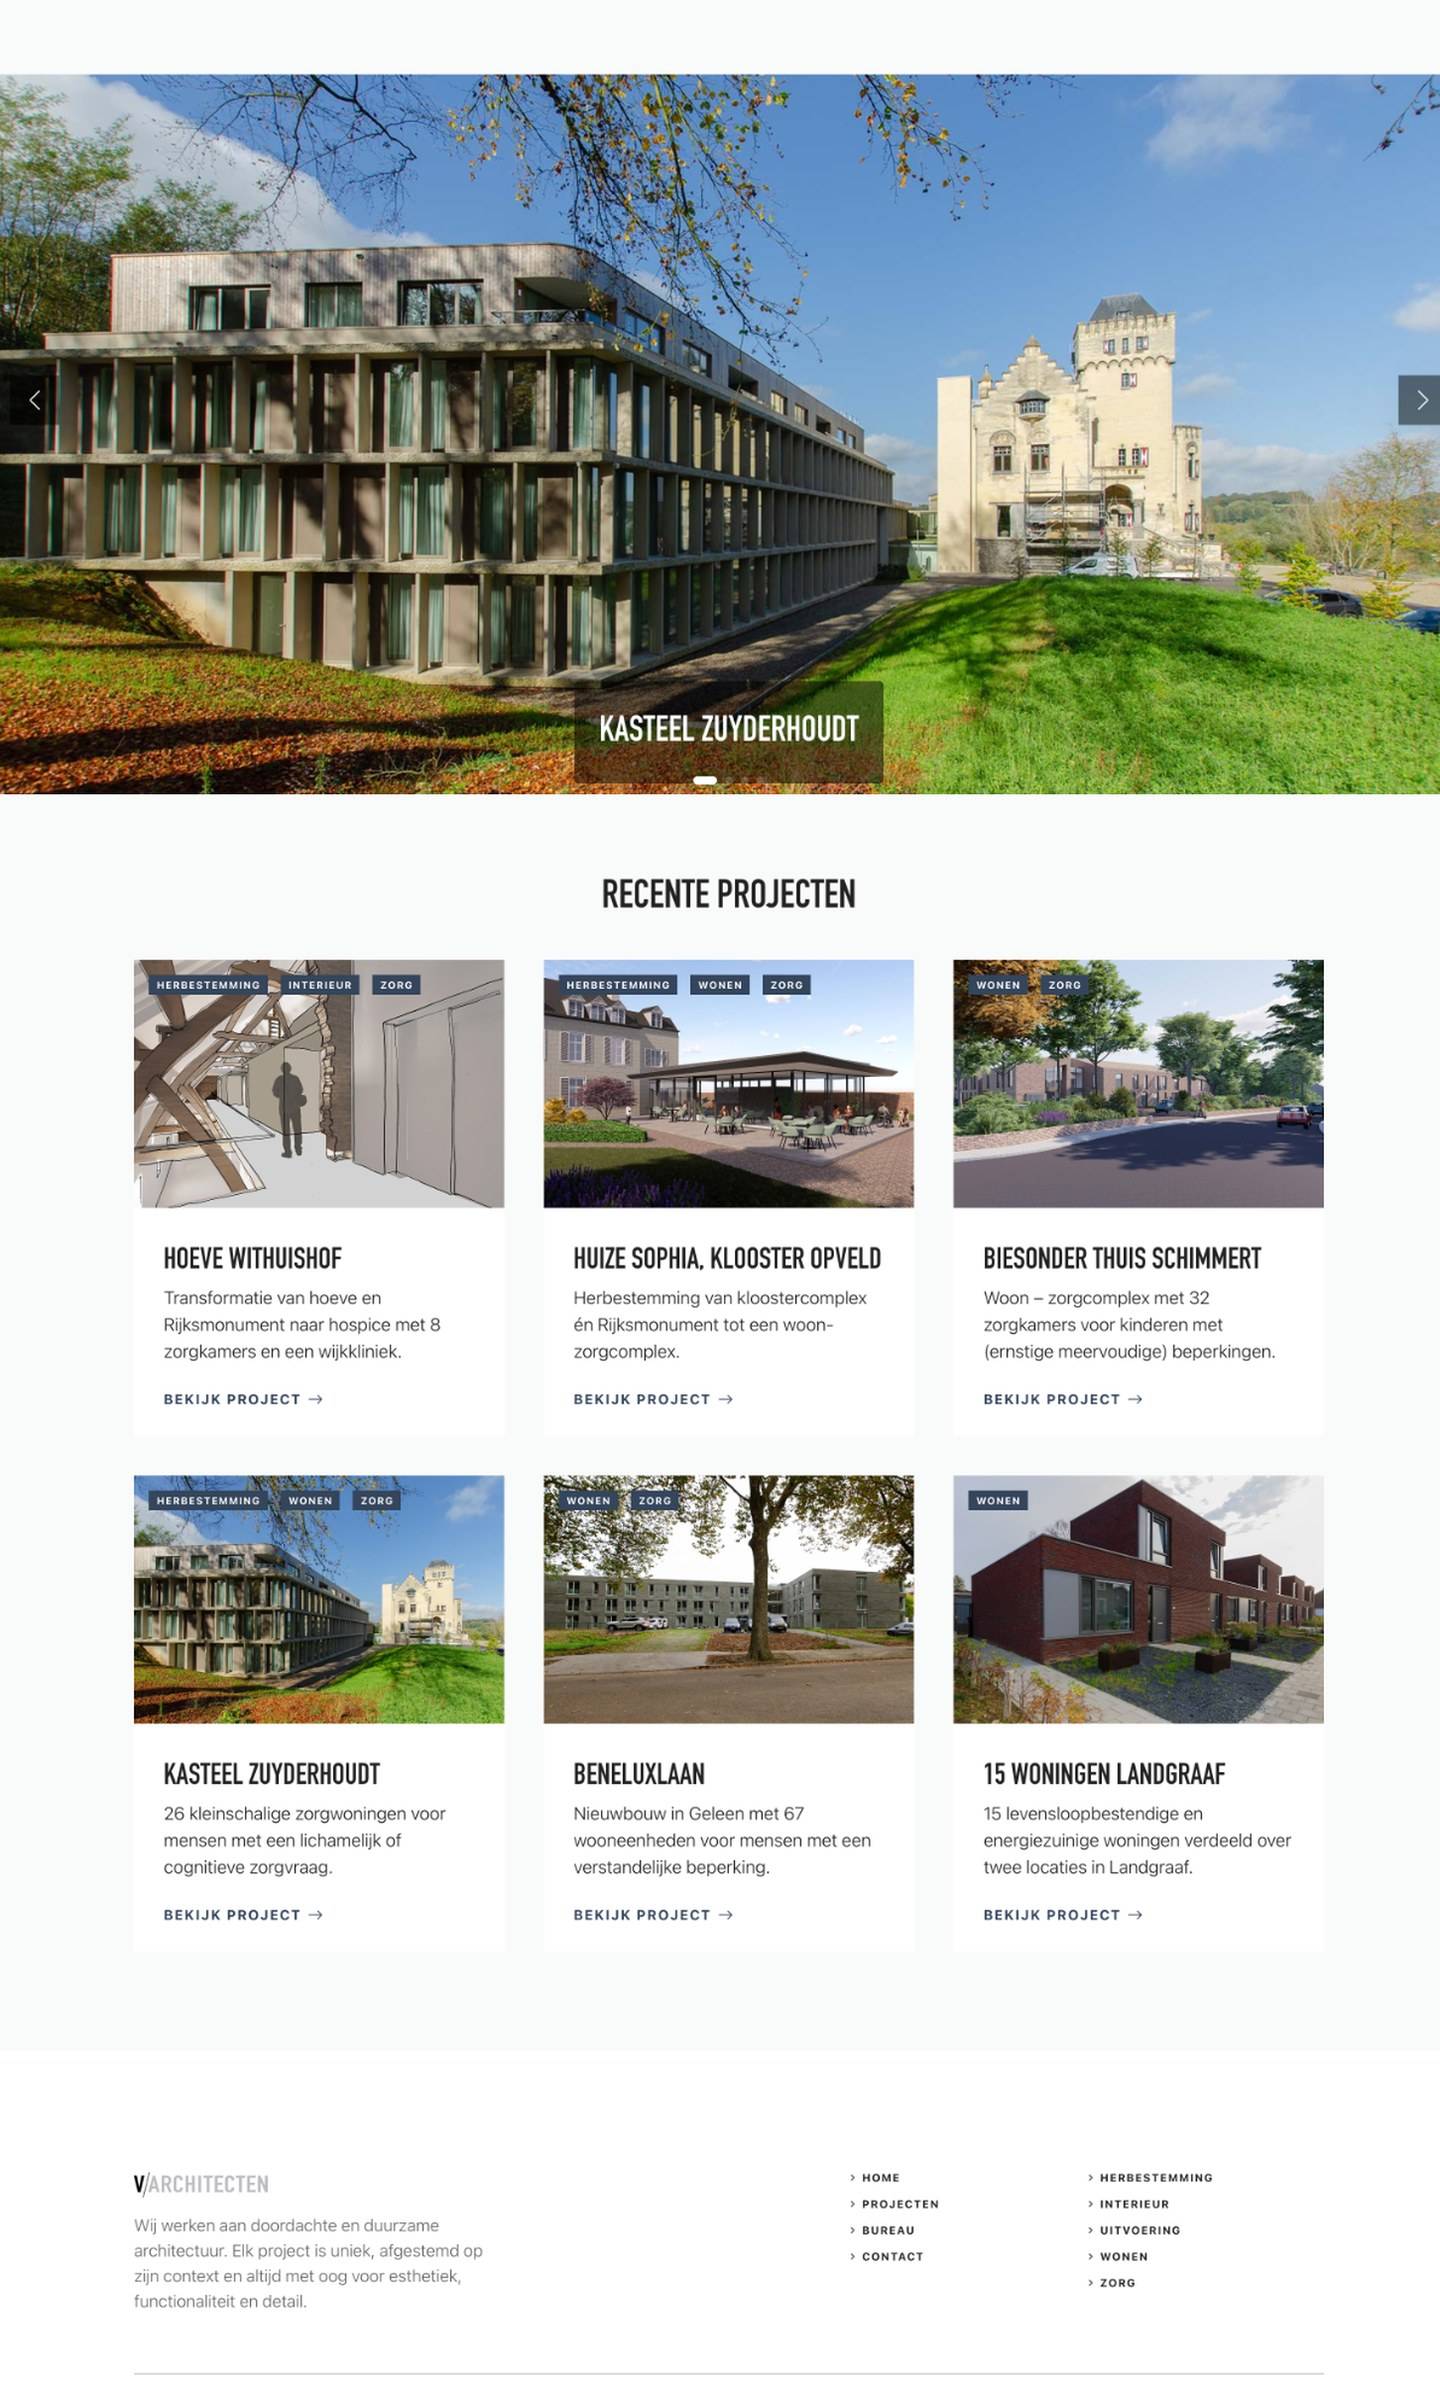 KASTEEL ZUYDERHOUDT
RECENTE PROJECTEN
HERBESTEMMING INTERIEUR ZORG
HOEVE WITHUISHOF
Transformatie van hoeve en
Rijksmonument naar hospice met 8
zorgkamers en een wijkkliniek.
BEKIJK PROJECT →
HERBESTEMMING WONEN ZORG
HUIZE SOPHIA, KLOOSTER OPVELD
Herbestemming van kloostercomplex
én Rijksmonument tot een woon-
zorgcomplex.
BEKIJK PROJECT →
WONEN ZORG
BIESONDER THUIS SCHIMMERT
Woon – zorgcomplex met 32
zorgkamers voor kinderen met
(ernstige meervoudige) beperkingen.
BEKIJK PROJECT →
HERBESTEMMING WONEN ZORG
KASTEEL ZUYDERHOUDT
26 kleinschalige zorgwoningen voor
mensen met een lichamelijk of
cognitieve zorgvraag.
BEKIJK PROJECT →
WONEN ZORG
BENELUXLAAN
Nieuwbouw in Geleen met 67
wooneenheden voor mensen met een
verstandelijke beperking.
BEKIJK PROJECT →
WONEN
15 WONINGEN LANDGRAAF
15 levensloopbestendige en
energiezuinige woningen verdeeld over
twee locaties in Landgraaf.
BEKIJK PROJECT →
V/ARCHITECTEN
Wij werken aan doordachte en duurzame
architectuur. Elk project is uniek, afgestemd op
zijn context en altijd met oog voor esthetiek,
functionaliteit en detail.
> HOME
> PROJECTEN
> BUREAU
> CONTACT
> HERBESTEMMING
> INTERIEUR
> UITVOERING
> WONEN
> ZORG